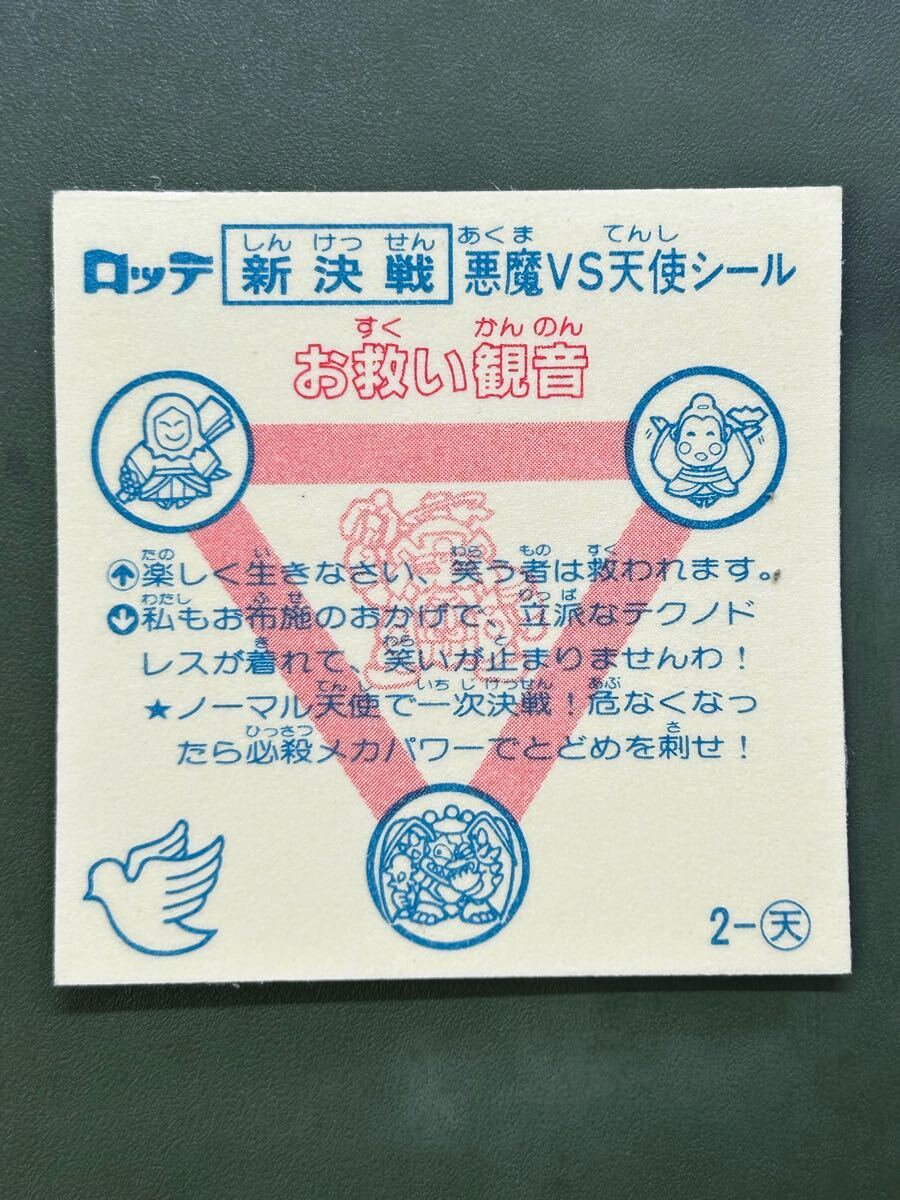 しん けっ せん あくま てんし
ロッテ 新決戦 悪魔VS天使シール
すく かんのん
お救い観音
たの い わら もの すく
↑楽しく生きなさい、笑う者は救われます。
わたし ふせ りっぱ
↓私もお布施のおかげで、立派なテクノド
き わら と
レスが着れて、笑いが止まりませんわ!
てんし いちじけっせん あぶ
★ノーマル天使で一次決戦!危なくなっ
ひっさつ さ
たら必殺メカパワーでとどめを刺せ!
2-天